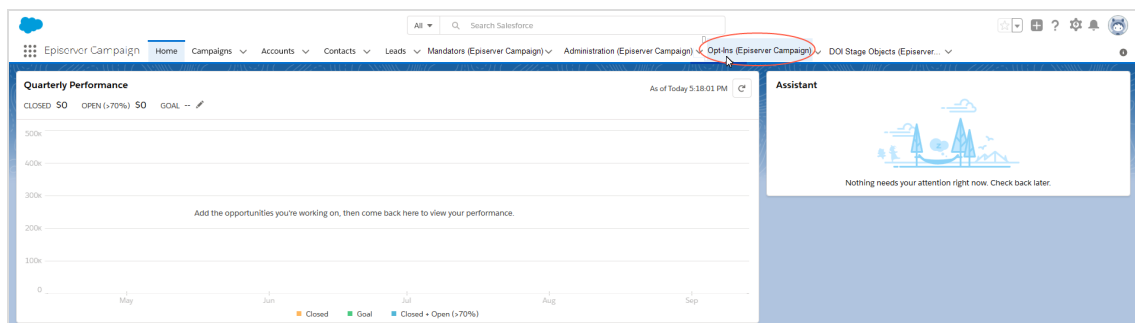 All Search Salesforce
Episerver Campaign Home Campaigns Accounts Contacts Leads Mandators (Episerver Campaign) Administration (Episerver Campaign) Opt-Ins (Episerver Campaign) DOI Stage Objects (Episerver...
Quarterly Performance
As of Today 5:18:01 PM
CLOSED $0 OPEN (>70%) $0 GOAL --
500K
400K
300K
200K
100K
0
Add the opportunities you're working on, then come back here to view your performance.
May Jun Jul Aug Sep
Closed Goal Closed + Open (>70%)
Assistant
Nothing needs your attention right now. Check back later.